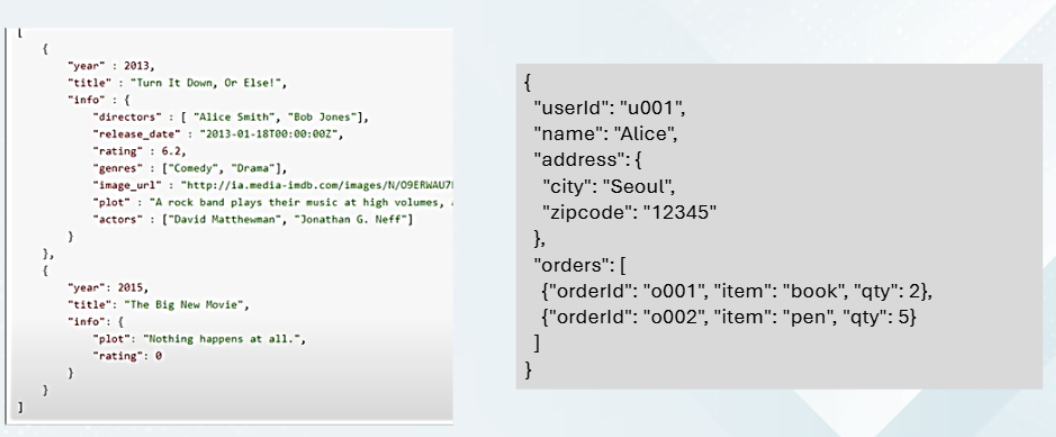 [
{
"year" : 2013,
"title" : "Turn It Down, Or Else!",
"info" : {
"directors" : [ "Alice Smith", "Bob Jones"],
"release_date" : "2013-01-18T00:00:00Z",
"rating" : 6.2,
"genres" : ["Comedy", "Drama"],
"image_url" : "http://ia.media-imdb.com/images/N/O9ERWAU7
"plot" : "A rock band plays their music at high volumes,
"actors" : ["David Matthewman", "Jonathan G. Neff"]
}
},
{
"year": 2015,
"title": "The Big New Movie",
"info": {
"plot": "Nothing happens at all.",
"rating": 0
}
}
]
{
"userId": "u001",
"name": "Alice",
"address": {
"city": "Seoul",
"zipcode": "12345"
},
"orders": [
{"orderId": "o001", "item": "book", "qty": 2},
{"orderId": "o002", "item": "pen", "qty": 5}
]
}